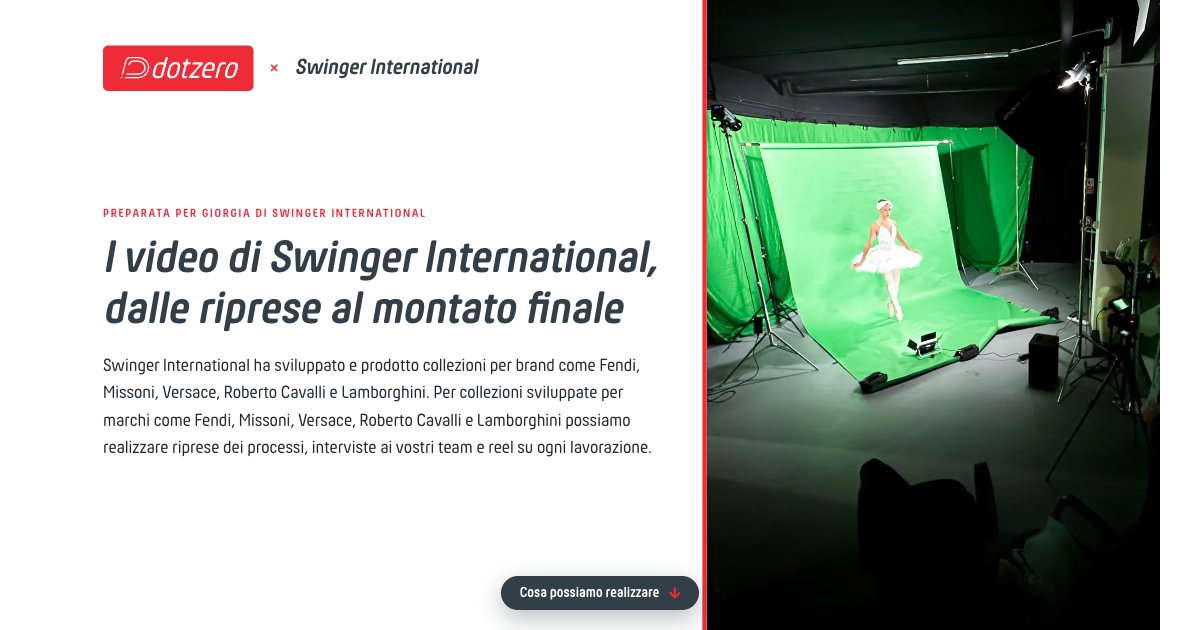 dotzero × Swinger International
PREPARATA PER GIORGIA DI SWINGER INTERNATIONAL
I video di Swinger International,
dalle riprese al montato finale
Swinger International ha sviluppato e prodotto collezioni per brand come Fendi,
Missoni, Versace, Roberto Cavalli e Lamborghini. Per collezioni sviluppate per
marchi come Fendi, Missoni, Versace, Roberto Cavalli e Lamborghini possiamo
realizzare riprese dei processi, interviste ai vostri team e reel su ogni lavorazione.
Cosa possiamo realizzare ↓